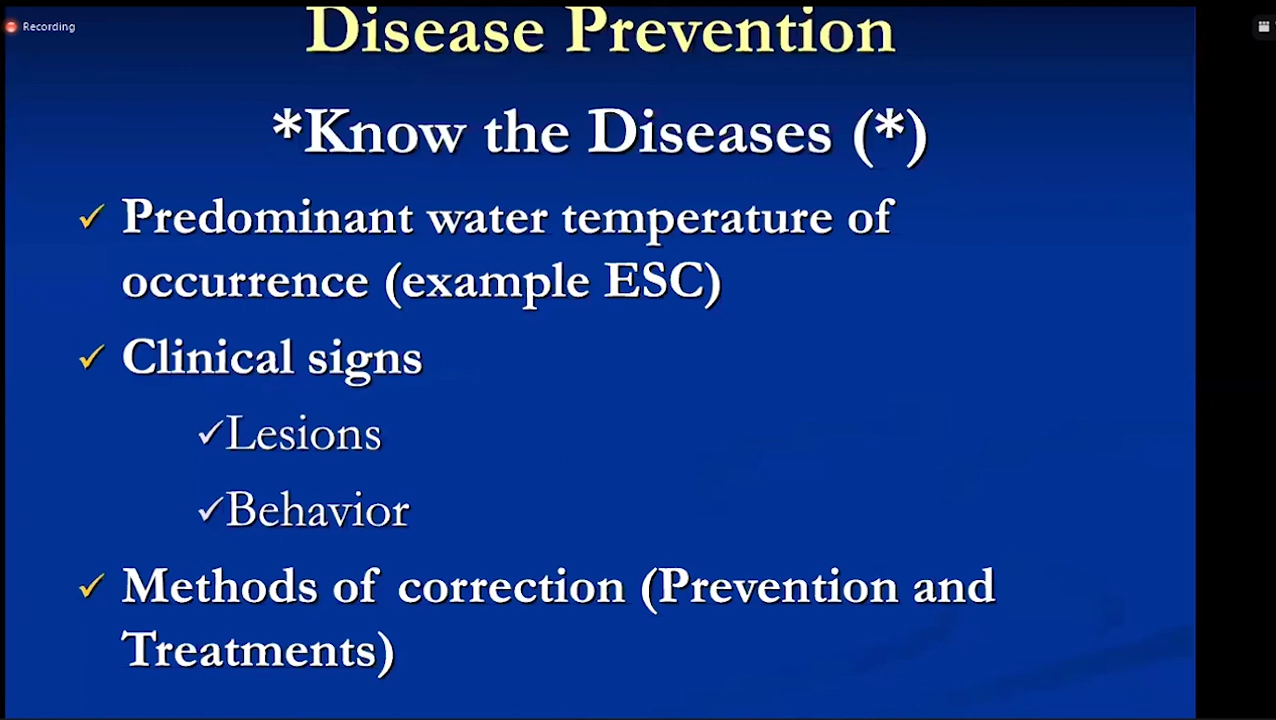 Recording
Disease Prevention
*Know the Diseases (*)
Predominant water temperature of
occurrence (example ESC)
Clinical signs
Lesions
Behavior
Methods of correction (Prevention and
Treatments)